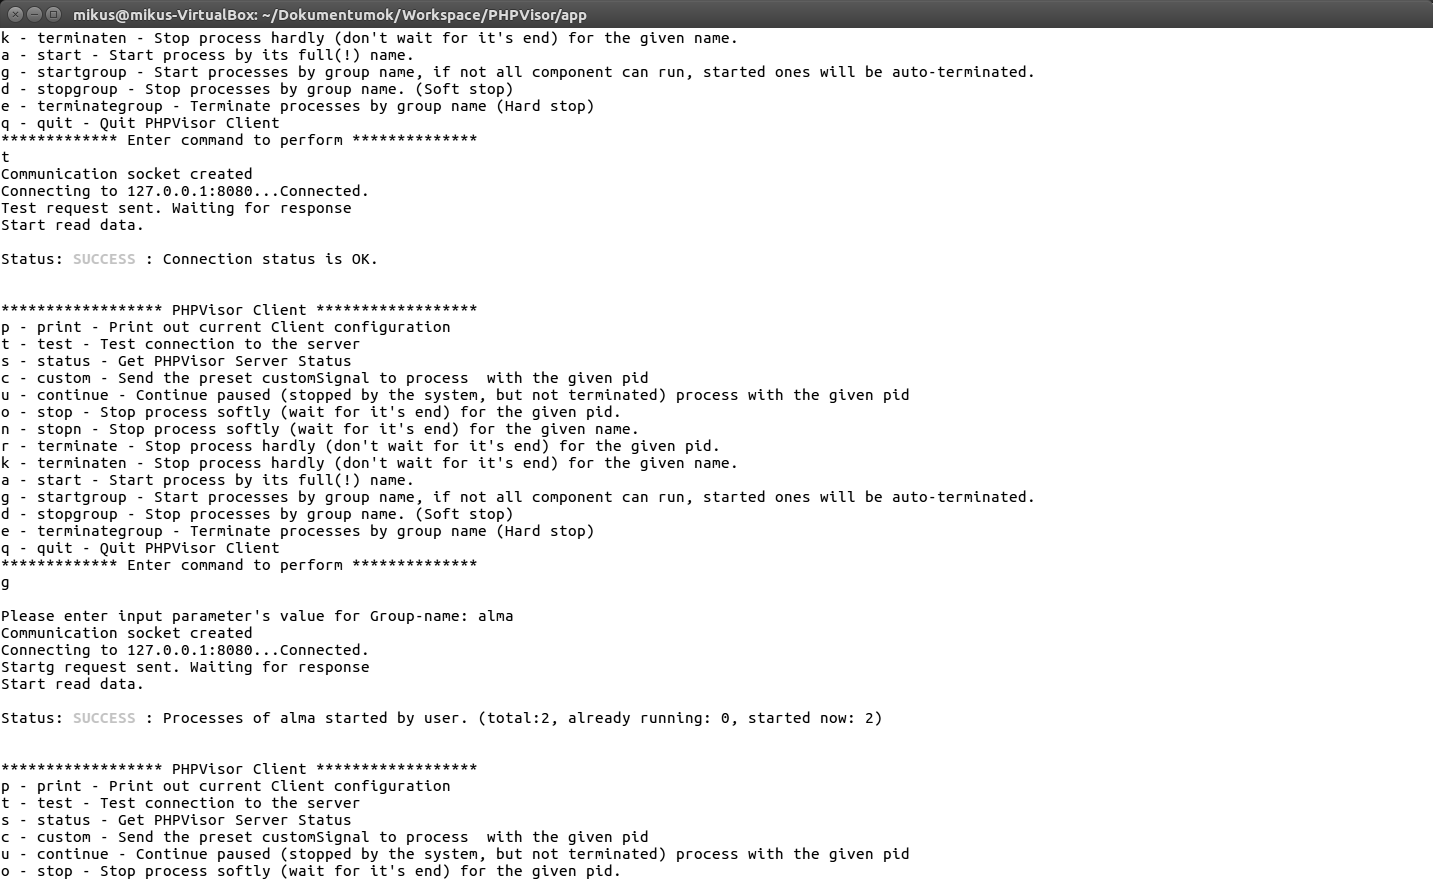 mikus@mikus-VirtualBox: ~/Dokumentumok/Workspace/PHPVisor/app
k - terminaten - Stop process hardly (don't wait for it's end) for the given name.
a - start - Start process by its full(!) name.
g - startgroup - Start processes by group name, if not all component can run, started ones will be auto-terminated.
d - stopgroup - Stop processes by group name. (Soft stop)
e - terminategroup - Terminate processes by group name (Hard stop)
q - quit - Quit PHPVisor Client
************* Enter command to perform **************
t
Communication socket created
Connecting to 127.0.0.1:8080...Connected.
Test request sent. Waiting for response
Start read data.
Status: SUCCESS : Connection status is OK.
****************** PHPVisor Client ******************
p - print - Print out current Client configuration
t - test - Test connection to the server
s - status - Get PHPVisor Server Status
c - custom - Send the preset customSignal to process  with the given pid
u - continue - Continue paused (stopped by the system, but not terminated) process with the given pid
o - stop - Stop process softly (wait for it's end) for the given pid.
n - stopn - Stop process softly (wait for it's end) for the given name.
r - terminate - Stop process hardly (don't wait for it's end) for the given pid.
k - terminaten - Stop process hardly (don't wait for it's end) for the given name.
a - start - Start process by its full(!) name.
g - startgroup - Start processes by group name, if not all component can run, started ones will be auto-terminated.
d - stopgroup - Stop processes by group name. (Soft stop)
e - terminategroup - Terminate processes by group name (Hard stop)
q - quit - Quit PHPVisor Client
************* Enter command to perform **************
g
Please enter input parameter's value for Group-name: alma
Communication socket created
Connecting to 127.0.0.1:8080...Connected.
Startg request sent. Waiting for response
Start read data.
Status: SUCCESS : Processes of alma started by user. (total:2, already running: 0, started now: 2)
****************** PHPVisor Client ******************
p - print - Print out current Client configuration
t - test - Test connection to the server
s - status - Get PHPVisor Server Status
c - custom - Send the preset customSignal to process  with the given pid
u - continue - Continue paused (stopped by the system, but not terminated) process with the given pid
o - stop - Stop process softly (wait for it's end) for the given pid.